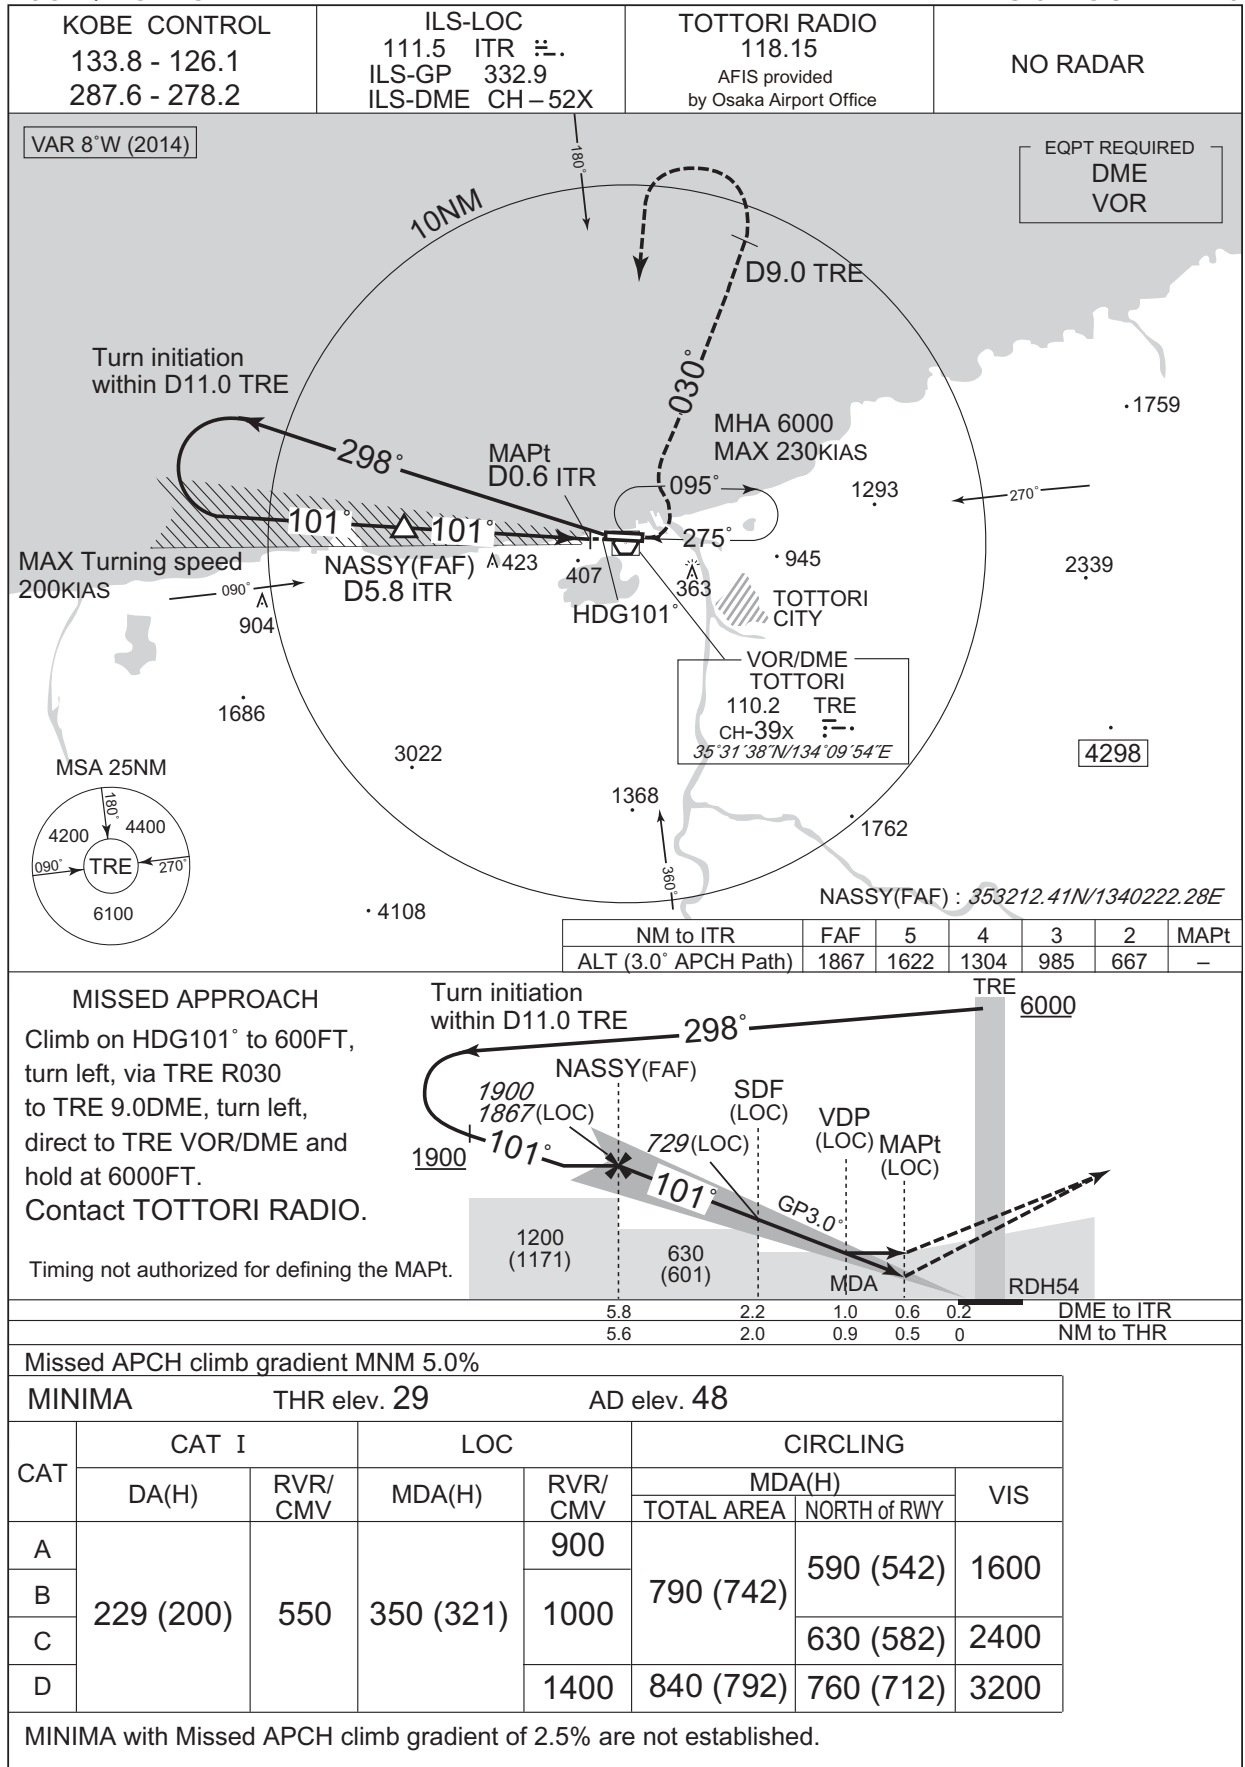 KOBE CONTROL
133.8 - 126.1
287.6 - 278.2
ILS-LOC
111.5 ITR
ILS-GP 332.9
ILS-DME CH – 52X
TOTTORI RADIO
118.15
AFIS provided
by Osaka Airport Office
NO RADAR
VAR 8˚W (2014)
EQPT REQUIRED
DME
VOR
180˚
10NM
D9.0 TRE
Turn initiation
within D11.0 TRE
030˚
1759
298˚
MAPt
D0.6 ITR
MHA 6000
MAX 230KIAS
095˚
1293
270˚
101˚
101˚
275˚
MAX Turning speed
200KIAS
NASSY(FAF)
D5.8 ITR
423
407
945
2339
090˚
363
904
HDG101˚
TOTTORI
CITY
VOR/DME
TOTTORI
110.2 TRE
CH-39X
35˚31´38˝N/134˚09´54˝E
1686
3022
4298
MSA 25NM
180˚
4200
4400
090˚
TRE
270˚
6100
1368
1762
360˚
4108
NASSY(FAF) : 353212.41N/1340222.28E
NM to ITR FAF 5 4 3 2 MAPt
ALT (3.0˚ APCH Path) 1867 1622 1304 985 667 –
MISSED APPROACH
Climb on HDG101˚ to 600FT,
turn left, via TRE R030
to TRE 9.0DME, turn left,
direct to TRE VOR/DME and
hold at 6000FT.
Contact TOTTORI RADIO.
Timing not authorized for defining the MAPt.
Turn initiation
within D11.0 TRE
298˚
TRE
6000
NASSY(FAF)
1900
1867(LOC)
SDF
(LOC)
VDP
(LOC)
MAPt
(LOC)
729(LOC)
1900
101˚
101˚
GP3.0˚
1200
(1171)
630
(601)
MDA
RDH54
5.8 2.2 1.0 0.6 0.2 DME to ITR
5.6 2.0 0.9 0.5 0 NM to THR
Missed APCH climb gradient MNM 5.0%
MINIMA THR elev. 29 AD elev. 48
CAT
CAT I
LOC
CIRCLING
DA(H)
RVR/
CMV
MDA(H)
RVR/
CMV
MDA(H)
TOTAL AREA
NORTH of RWY
VIS
A
B
C
D
229 (200)
550
350 (321)
900
1000
1400
790 (742)
840 (792)
590 (542)
630 (582)
760 (712)
1600
2400
3200
MINIMA with Missed APCH climb gradient of 2.5% are not established.